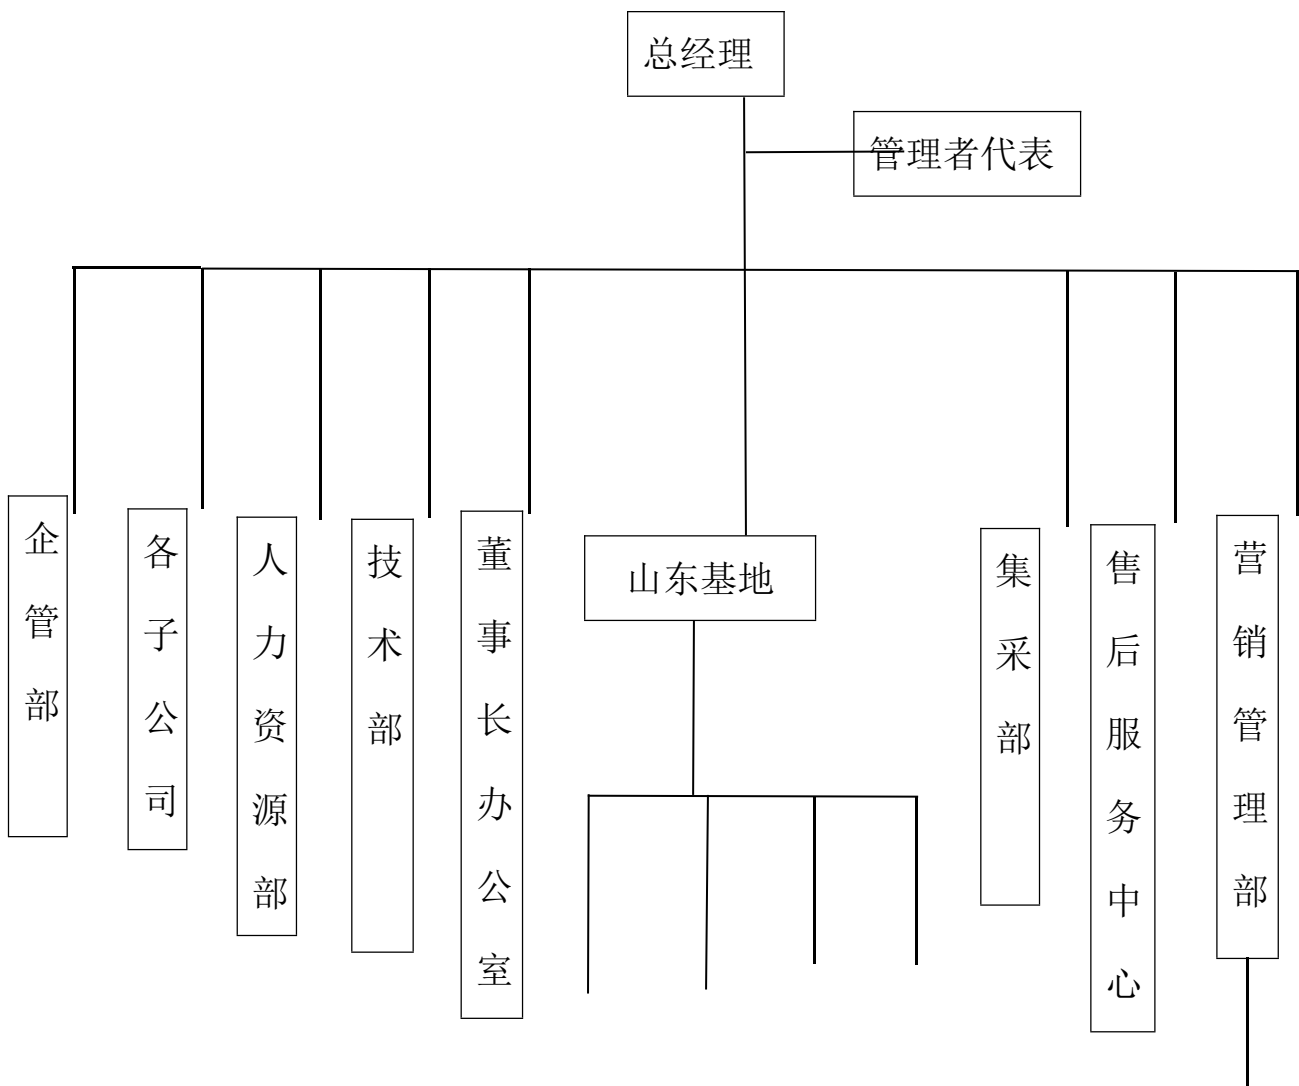 总经理
管理者代表
企管部
各子公司
人力资源部
技术部
董事长办公室
山东基地
集采部
售后服务中心
营销管理部